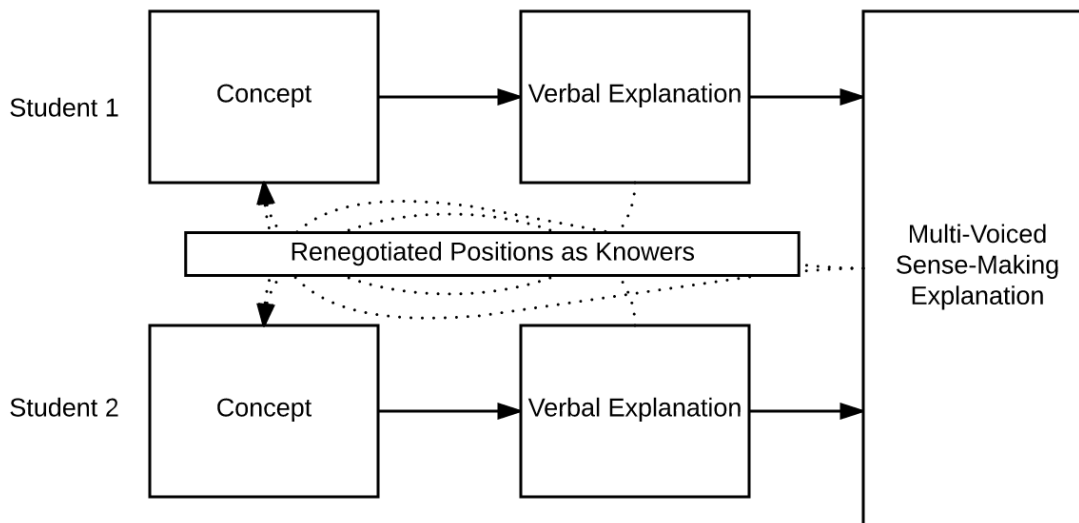 Student 1
Concept
Verbal Explanation
Renegotiated Positions as Knowers
Multi-Voiced
Sense-Making
Explanation
Student 2
Concept
Verbal Explanation